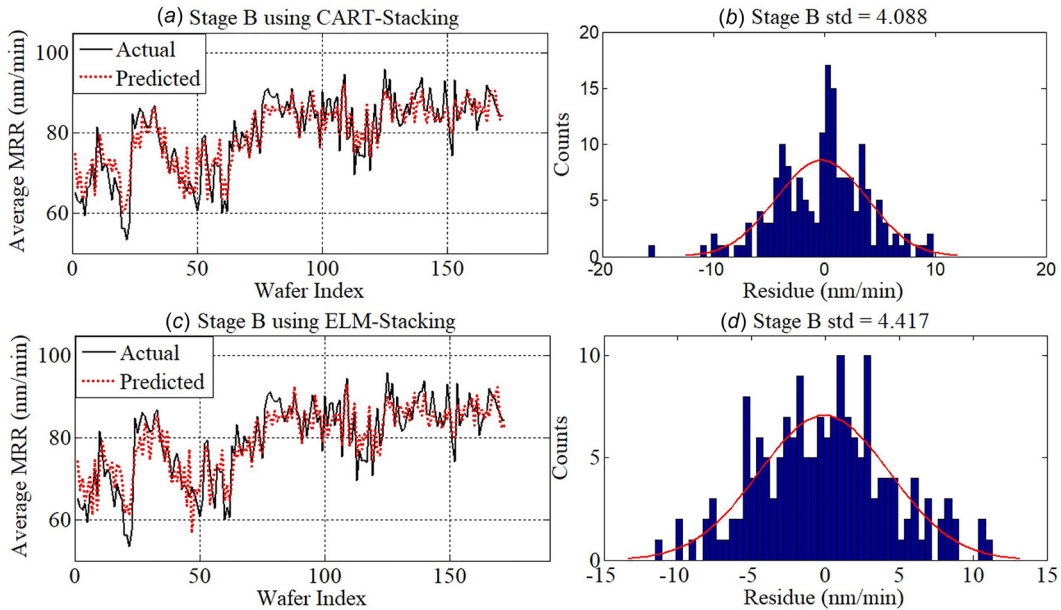 (a) Stage B using CART-Stacking
Average MRR (nm/min)
100
80
60
Actual
Predicted
0
50
100
150
Wafer Index
(b) Stage B std = 4.088
Counts
20
15
10
5
0
-20
-10
0
10
20
Residue (nm/min)
(c) Stage B using ELM-Stacking
Average MRR (nm/min)
100
80
60
Actual
Predicted
0
50
100
150
Wafer Index
(d) Stage B std = 4.417
Counts
10
5
0
-15
-10
-5
0
5
10
15
Residue (nm/min)